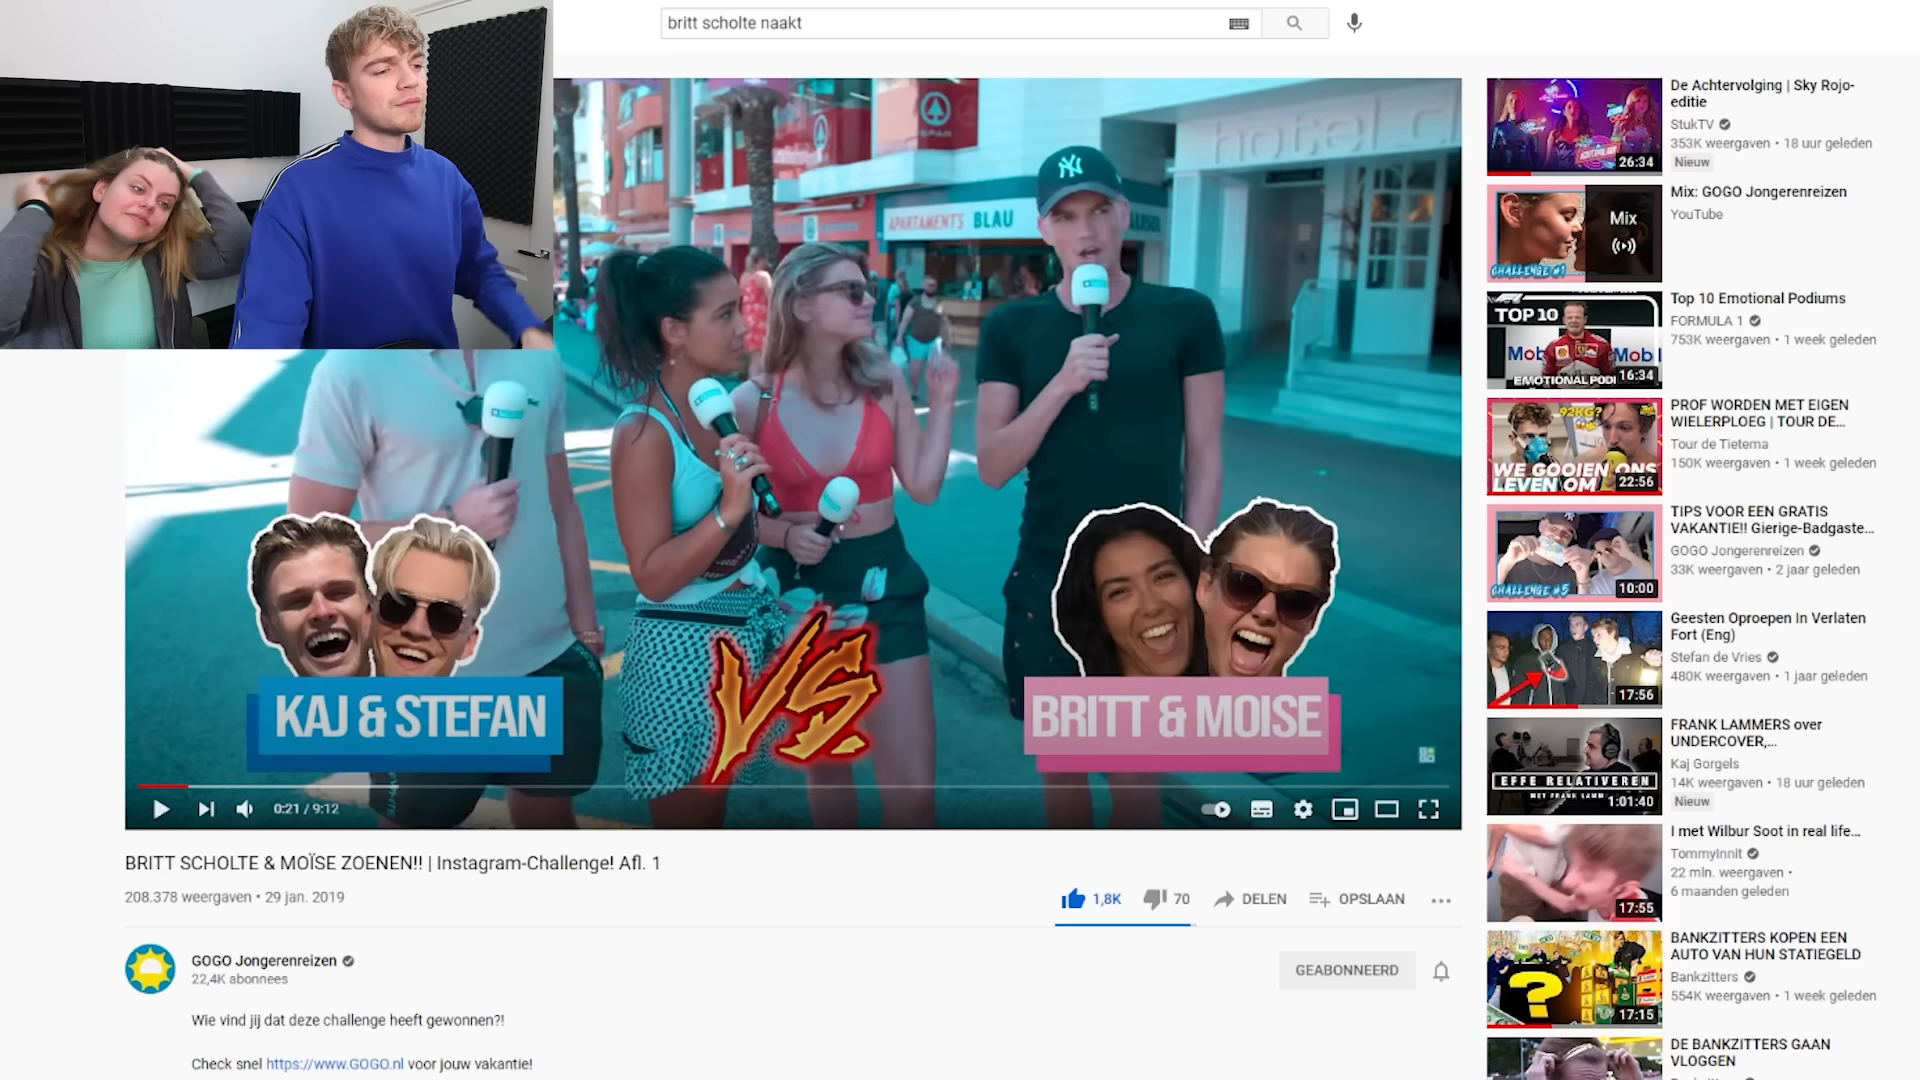 britt scholte naakt
SPAR
hotel d
APARTAMENTS BLAU
NY
KAJ & STEFAN
VS
BRITT & MOISE
0:21 / 9:12
BRITT SCHOLTE & MOÏSE ZOENEN!! | Instagram-Challenge! Afl. 1
208.378 weergaven • 29 jan. 2019
1,8K
70
DELEN
OPSLAAN
GOGO Jongerenreizen
22,4K abonnees
GEABONNEERD
Wie vind jij dat deze challenge heeft gewonnen?!
Check snel https://www.GOGO.nl voor jouw vakantie!
De Achtervolging | Sky Rojo-
editie
StukTV
353K weergaven • 18 uur geleden
Nieuw
26:34
Mix: GOGO Jongerenreizen
YouTube
Mix
CHALLENGE #1
Top 10 Emotional Podiums
FORMULA 1
753K weergaven • 1 week geleden
TOP 10
EMOTIONAL PODI
16:34
PROF WORDEN MET EIGEN
WIELERPLOEG | TOUR DE...
Tour de Tietema
150K weergaven • 1 week geleden
92KG?
WE GOOIEN ONS
LEVEN OM
22:56
TIPS VOOR EEN GRATIS
VAKANTIE!! Gierige-Badgaste...
GOGO Jongerenreizen
33K weergaven • 2 jaar geleden
CHALLENGE #5
10:00
Geesten Oproepen In Verlaten
Fort (Eng)
Stefan de Vries
480K weergaven • 1 jaar geleden
17:56
FRANK LAMMERS over
UNDERCOVER,...
Kaj Gorgels
14K weergaven • 18 uur geleden
Nieuw
EFFE RELATIVEREN
MET FRANK LAMM
1:01:40
I met Wilbur Soot in real life...
TommyInnit
22 mln. weergaven •
6 maanden geleden
17:55
BANKZITTERS KOPEN EEN
AUTO VAN HUN STATIEGELD
Bankzitters
554K weergaven • 1 week geleden
?
17:15
DE BANKZITTERS GAAN
VLOGGEN